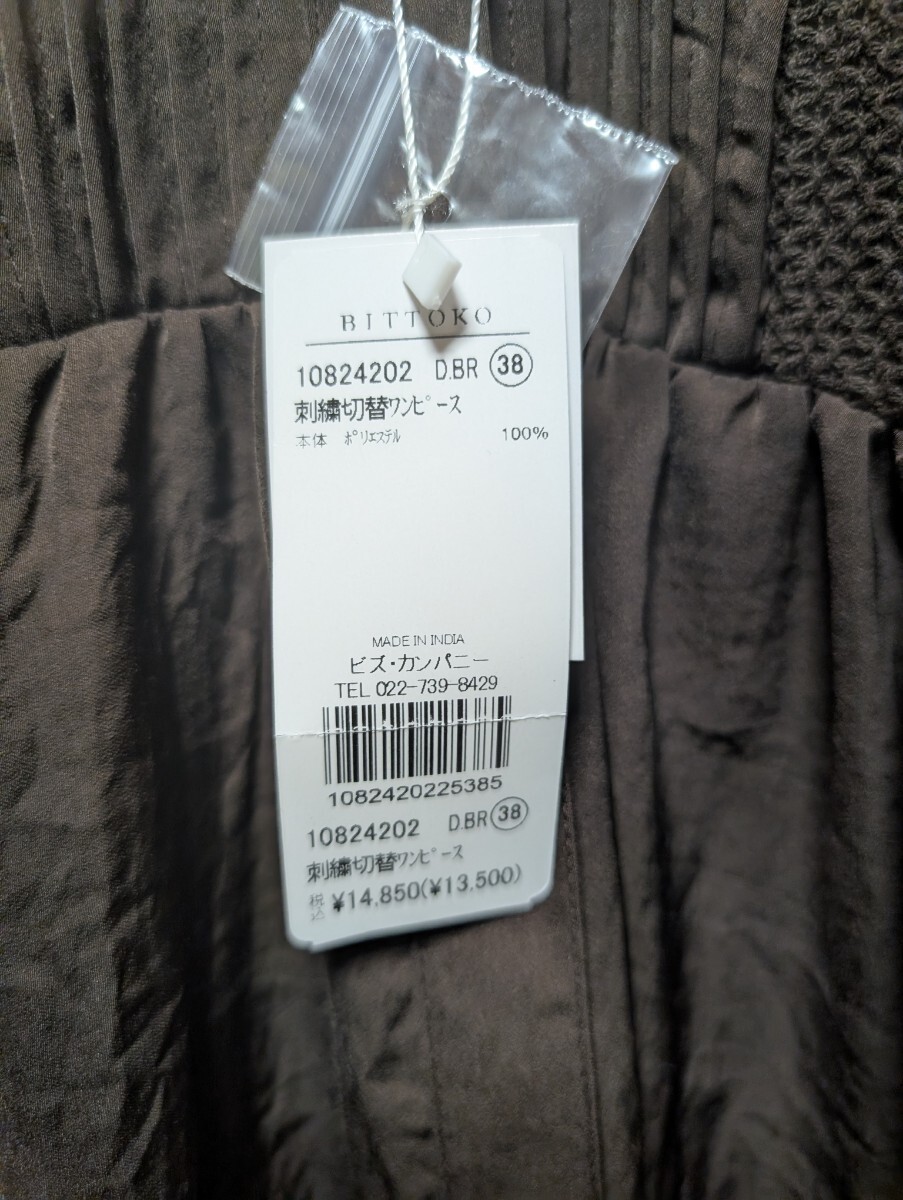 BITTOKO
10824202 D.BR 38
刺繍切替ワンピース
本体 ポリエステル 100%
MADE IN INDIA
ビズ・カンパニー
TEL 022-739-8429
1082420225385
10824202 D.BR 38
刺繍切替ワンピース
税込 ¥14,850(¥13,500)